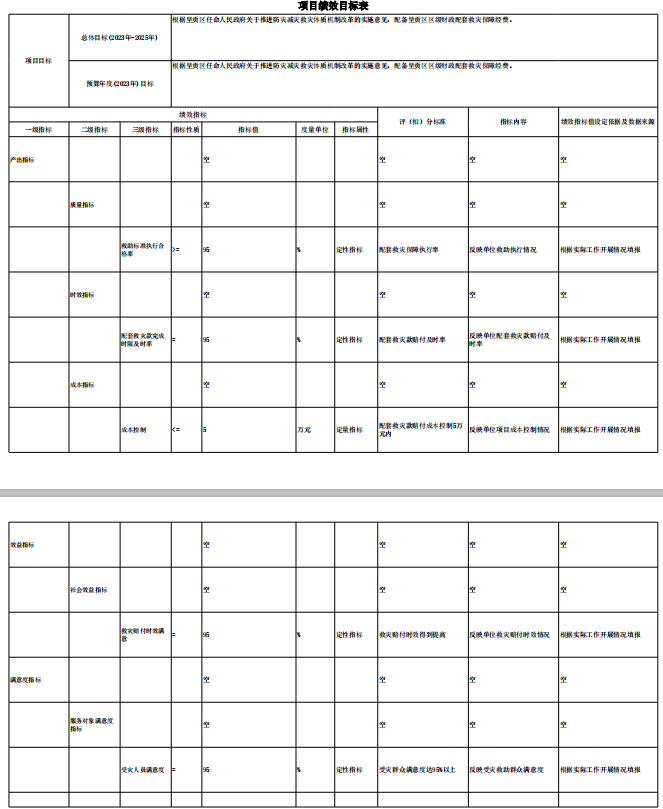 项目绩效目标表
项目目标 总体目标(2023年-2025年) 根据呈贡区任命人民政府关于推进防灾减灾救灾体质机制改革的实施意见，配备呈贡区区级财政配套救灾保障经费。
预算年度(2023年)目标 根据呈贡区任命人民政府关于推进防灾减灾救灾体质机制改革的实施意见，配备呈贡区区级财政配套救灾保障经费。
绩效指标 评（扣）分标准 指标内容 绩效指标值设定依据及数据来源
一级指标 二级指标 三级指标 指标性质 指标值 度量单位 指标属性
产出指标 空 空 空 空
质量指标 空 空 空 空
救助标准执行合
格率 >= 95 % 定性指标 配套救灾保障执行率 反映单位救助执行情况 根据实际工作开展情况填报
时效指标 空 空 空 空
配套救灾款完成
时限及时率 = 95 % 定性指标 配套救灾款赔付及时率 反映单位配套救灾款赔付及
时率 根据实际工作开展情况填报
成本指标 空 空 空 空
成本控制 <= 5 万元 定量指标 配套救灾款赔付成本控制5万
元内 反映单位项目成本控制情况 根据实际工作开展情况填报
效益指标 空 空 空 空
社会效益指标 空 空 空 空
救灾赔付时效满
意 = 95 % 定性指标 救灾赔付时效得到提高 反映单位救灾赔付时效情况 根据实际工作开展情况填报
满意度指标 空 空 空 空
服务对象满意度
指标 空 空 空 空
受灾人员满意度 = 95 % 定性指标 受灾群众满意度达95%以上 反映受灾救助群众满意度 根据实际工作开展情况填报